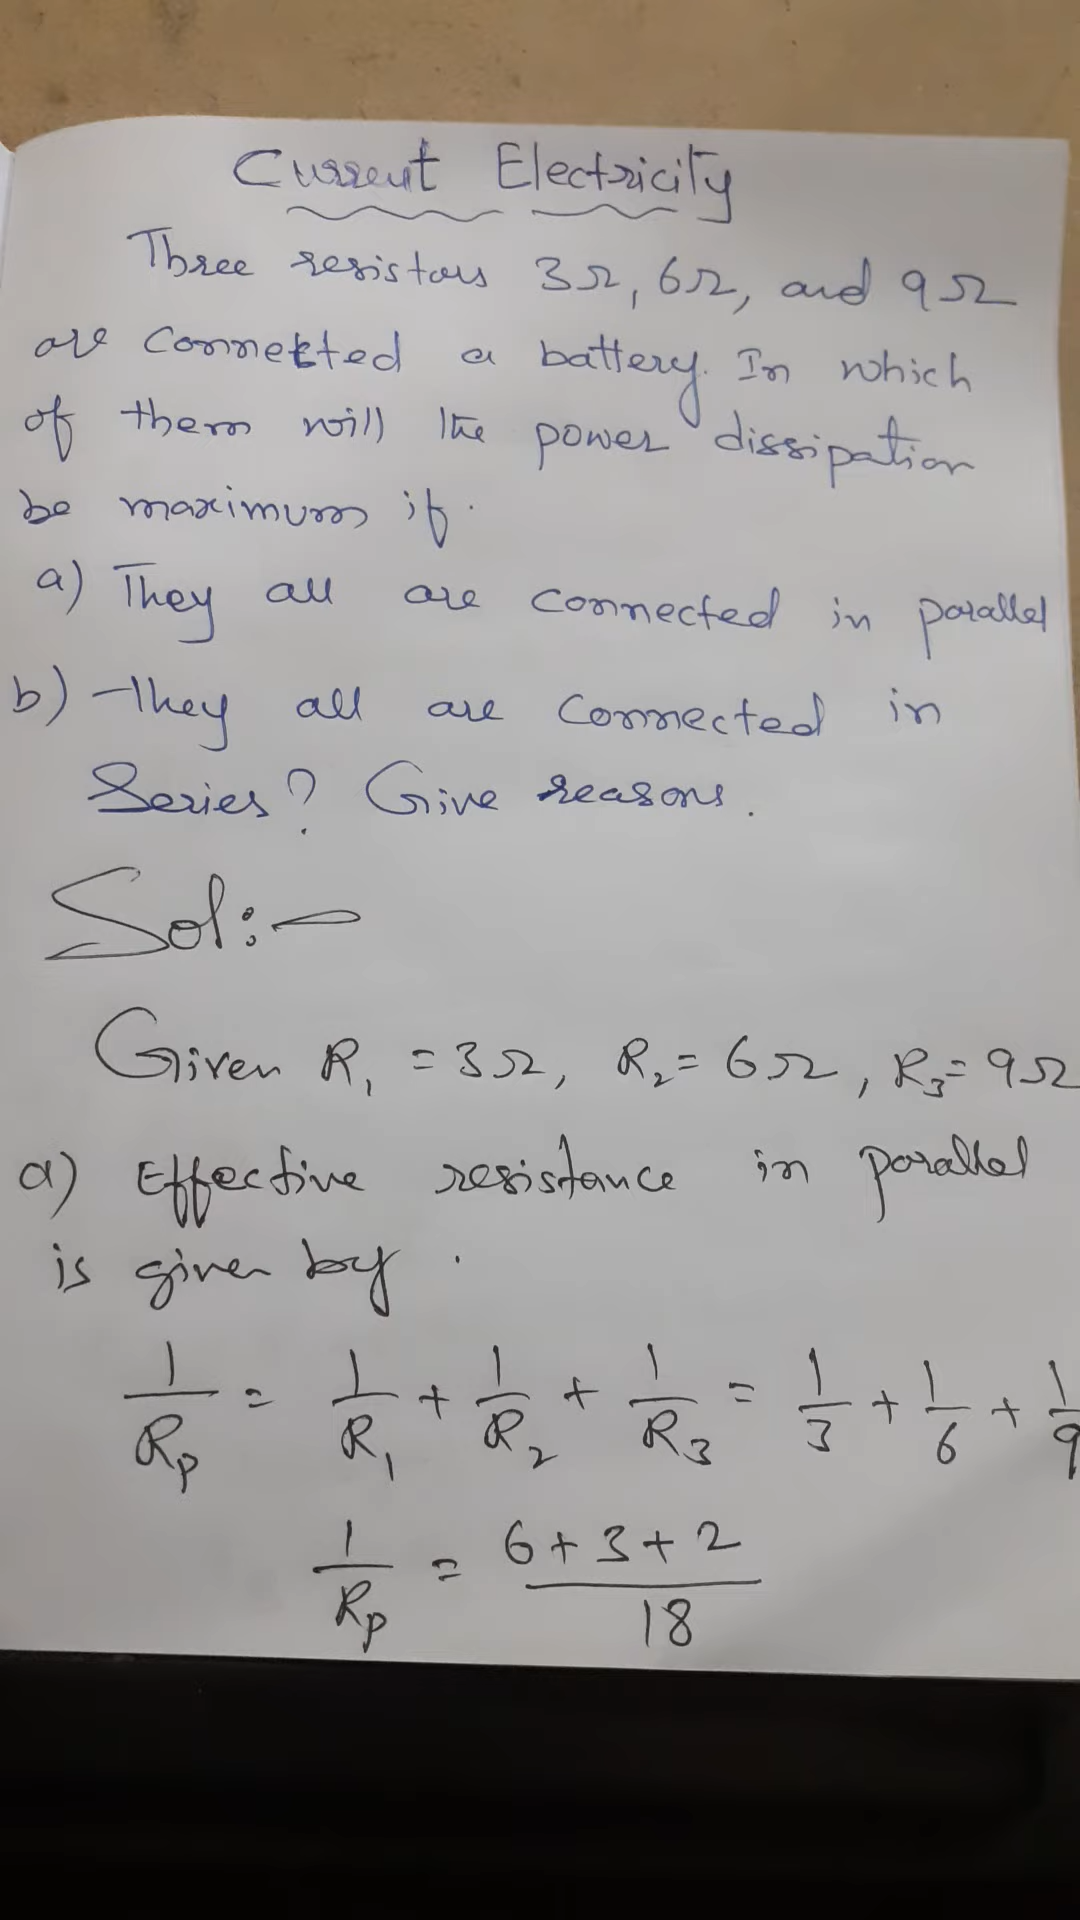 Current Electricity
Three resistors 3Ω, 6Ω, and 9Ω
are connected a battery. In which
of them will the power dissipation
be maximum if.
a) They all are connected in parallel
b) They all are connected in
Series? Give reasons.
Sol:-
Given R₁ = 3Ω, R₂ = 6Ω, R₃ = 9Ω
a) Effective resistance in parallel
is given by.
1/Rp = 1/R₁ + 1/R₂ + 1/R₃ = 1/3 + 1/6 + 1/9
1/Rp = (6+3+2)/18